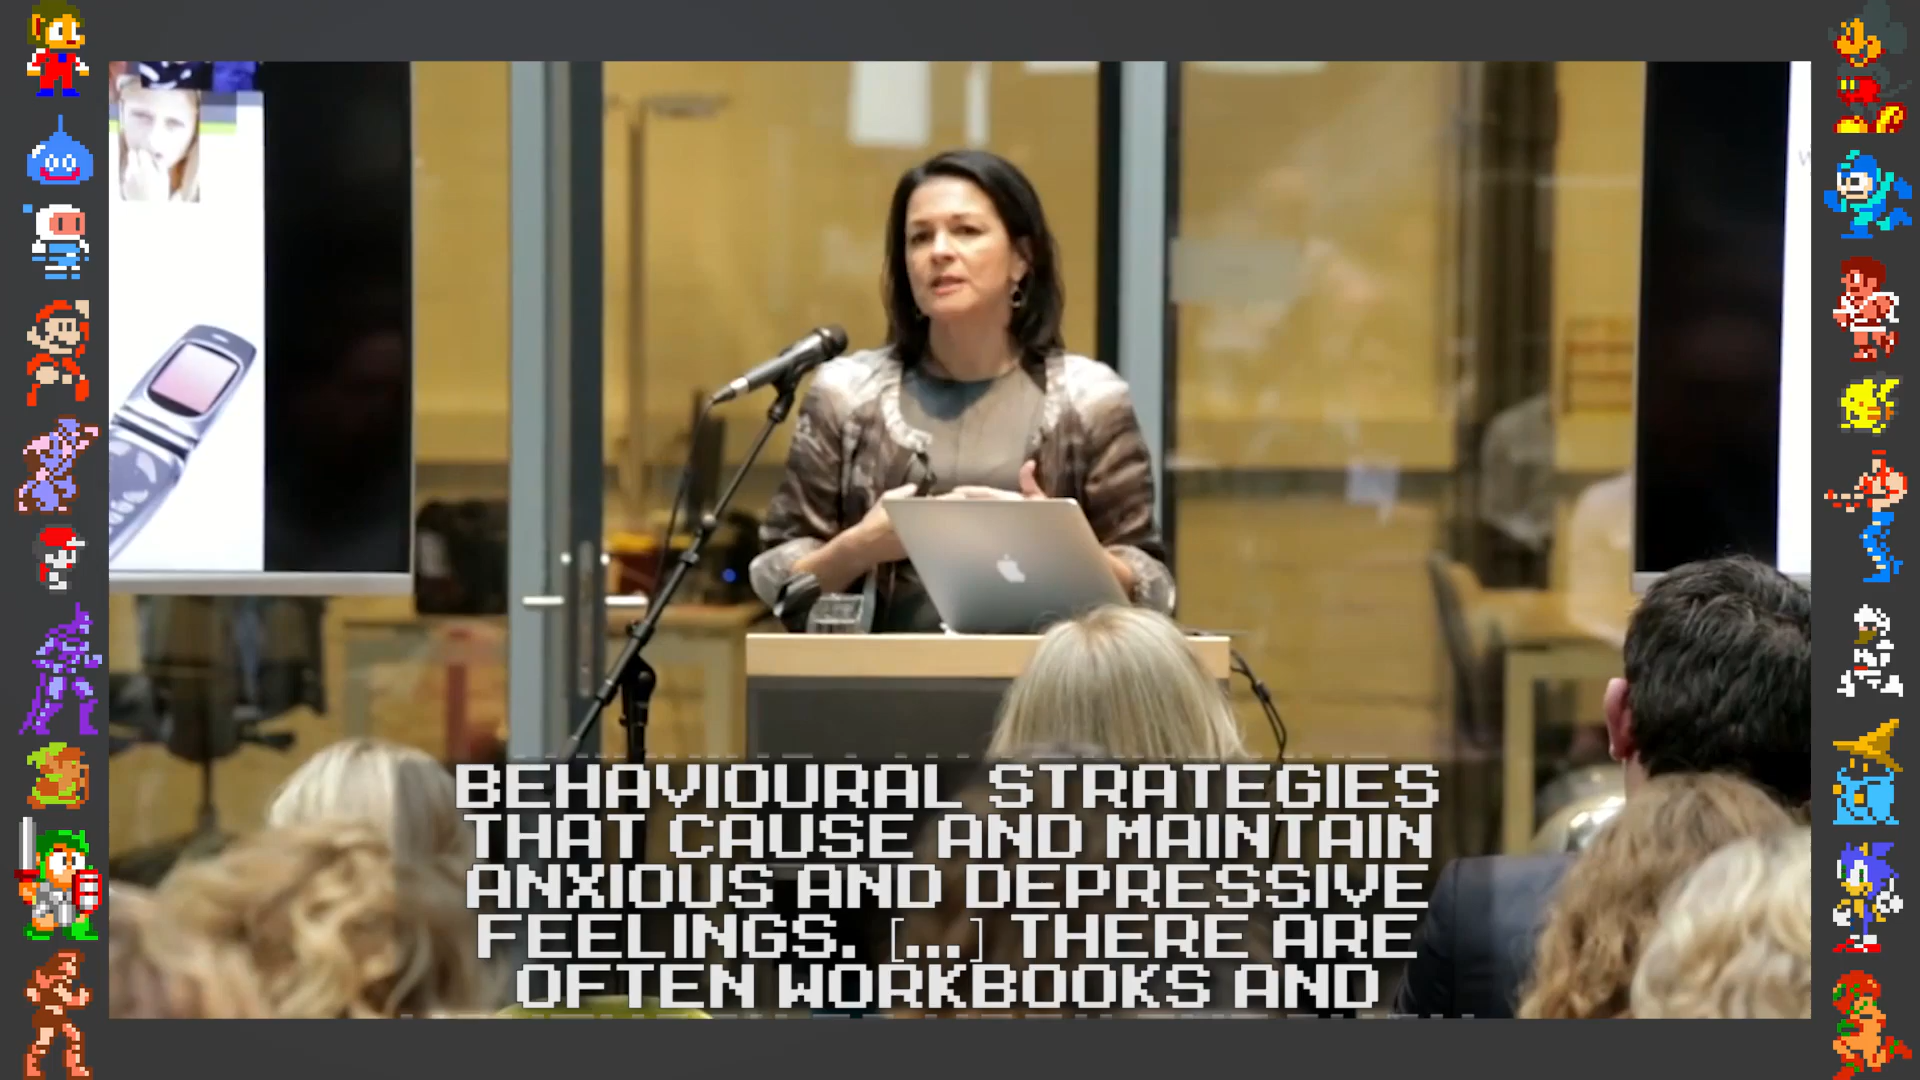 BEHAVIOURAL STRATEGIES
THAT CAUSE AND MAINTAIN
ANXIOUS AND DEPRESSIVE
FEELINGS. [...] THERE ARE
OFTEN WORKBOOKS AND